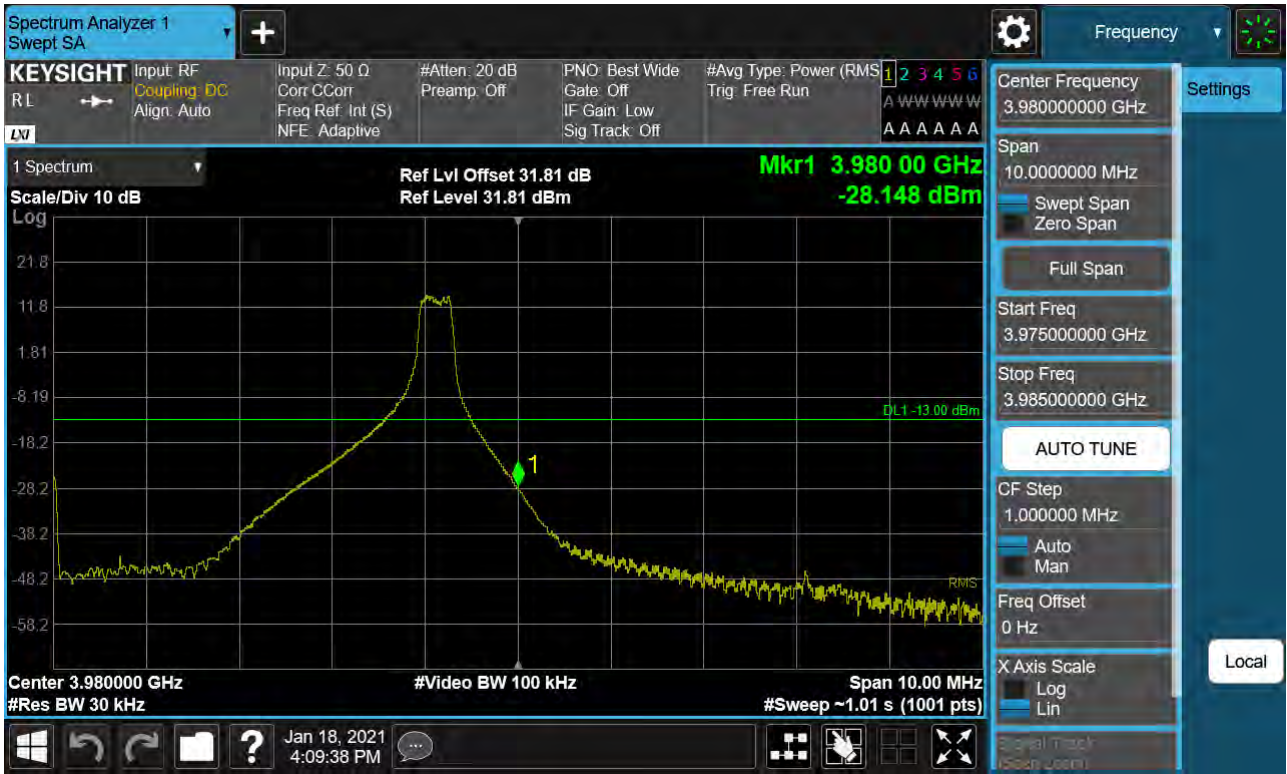 Spectrum Analyzer 1
Swept SA
+
Frequency
KEYSIGHT
RL
LXI
Input: RF
Coupling: DC
Align: Auto
Input Z: 50 Ω
Corr CCorr
Freq Ref: Int (S)
NFE: Adaptive
#Atten: 20 dB
Preamp: Off
PNO: Best Wide
Gate: Off
IF Gain: Low
Sig Track: Off
#Avg Type: Power (RMS
Trig: Free Run
1 2 3 4 5 6
A W W W W W
A A A A A A
1 Spectrum
Scale/Div 10 dB
Log
Ref Lvl Offset 31.81 dB
Ref Level 31.81 dBm
Mkr1 3.980 00 GHz
-28.148 dBm
21.8
11.8
1.81
-8.19
-18.2
-28.2
-38.2
-48.2
-58.2
DL1 -13.00 dBm
1
RMS
Center 3.980000 GHz
#Res BW 30 kHz
#Video BW 100 kHz
Span 10.00 MHz
#Sweep ~1.01 s (1001 pts)
Center Frequency
3.980000000 GHz
Settings
Span
10.0000000 MHz
Swept Span
Zero Span
Full Span
Start Freq
3.975000000 GHz
Stop Freq
3.985000000 GHz
AUTO TUNE
CF Step
1.000000 MHz
Auto
Man
Freq Offset
0 Hz
X Axis Scale
Log
Lin
Signal Track
(Span Zoom)
Local
?
Jan 18, 2021
4:09:38 PM